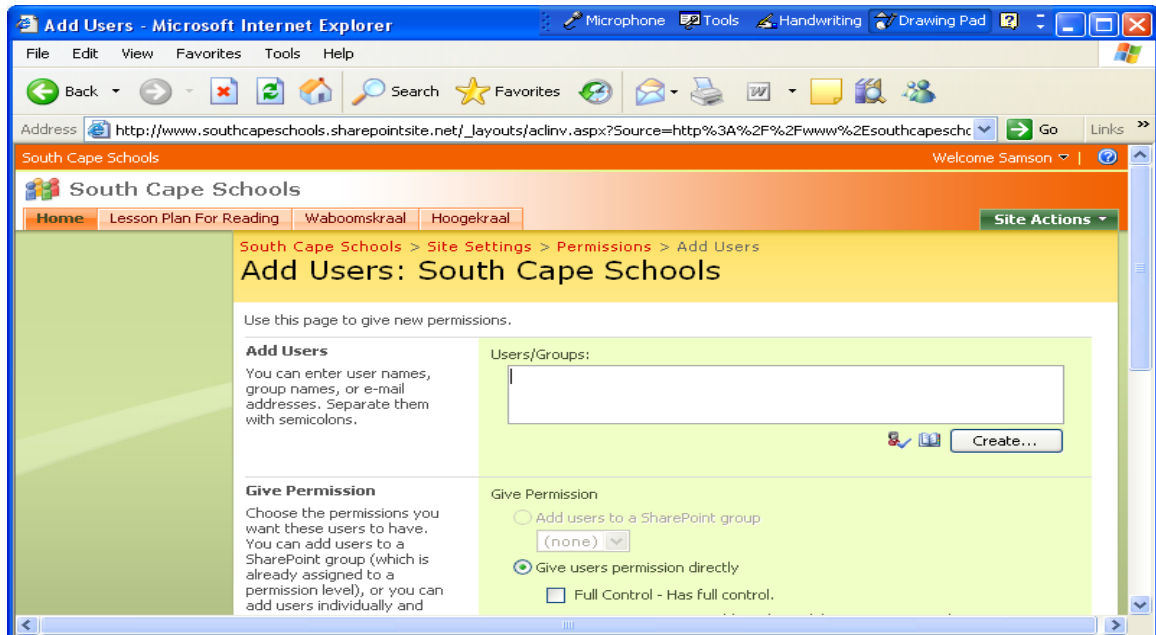 Add Users - Microsoft Internet Explorer
Microphone Tools Handwriting Drawing Pad
File Edit View Favorites Tools Help
Back Search Favorites
Address http://www.southcapeschools.sharepointsite.net/_layouts/aclinv.aspx?Source=http%3A%2F%2Fwww%2Esouthcapescho Go Links »
South Cape Schools Welcome Samson |
South Cape Schools
Home Lesson Plan For Reading Waboomskraal Hoogekraal Site Actions
South Cape Schools > Site Settings > Permissions > Add Users
Add Users: South Cape Schools
Use this page to give new permissions.
Add Users
You can enter user names,
group names, or e-mail
addresses. Separate them
with semicolons.
Users/Groups:
Create...
Give Permission
Choose the permissions you
want these users to have.
You can add users to a
SharePoint group (which is
already assigned to a
permission level), or you can
add users individually and
Give Permission
Add users to a SharePoint group
(none)
Give users permission directly
Full Control - Has full control.